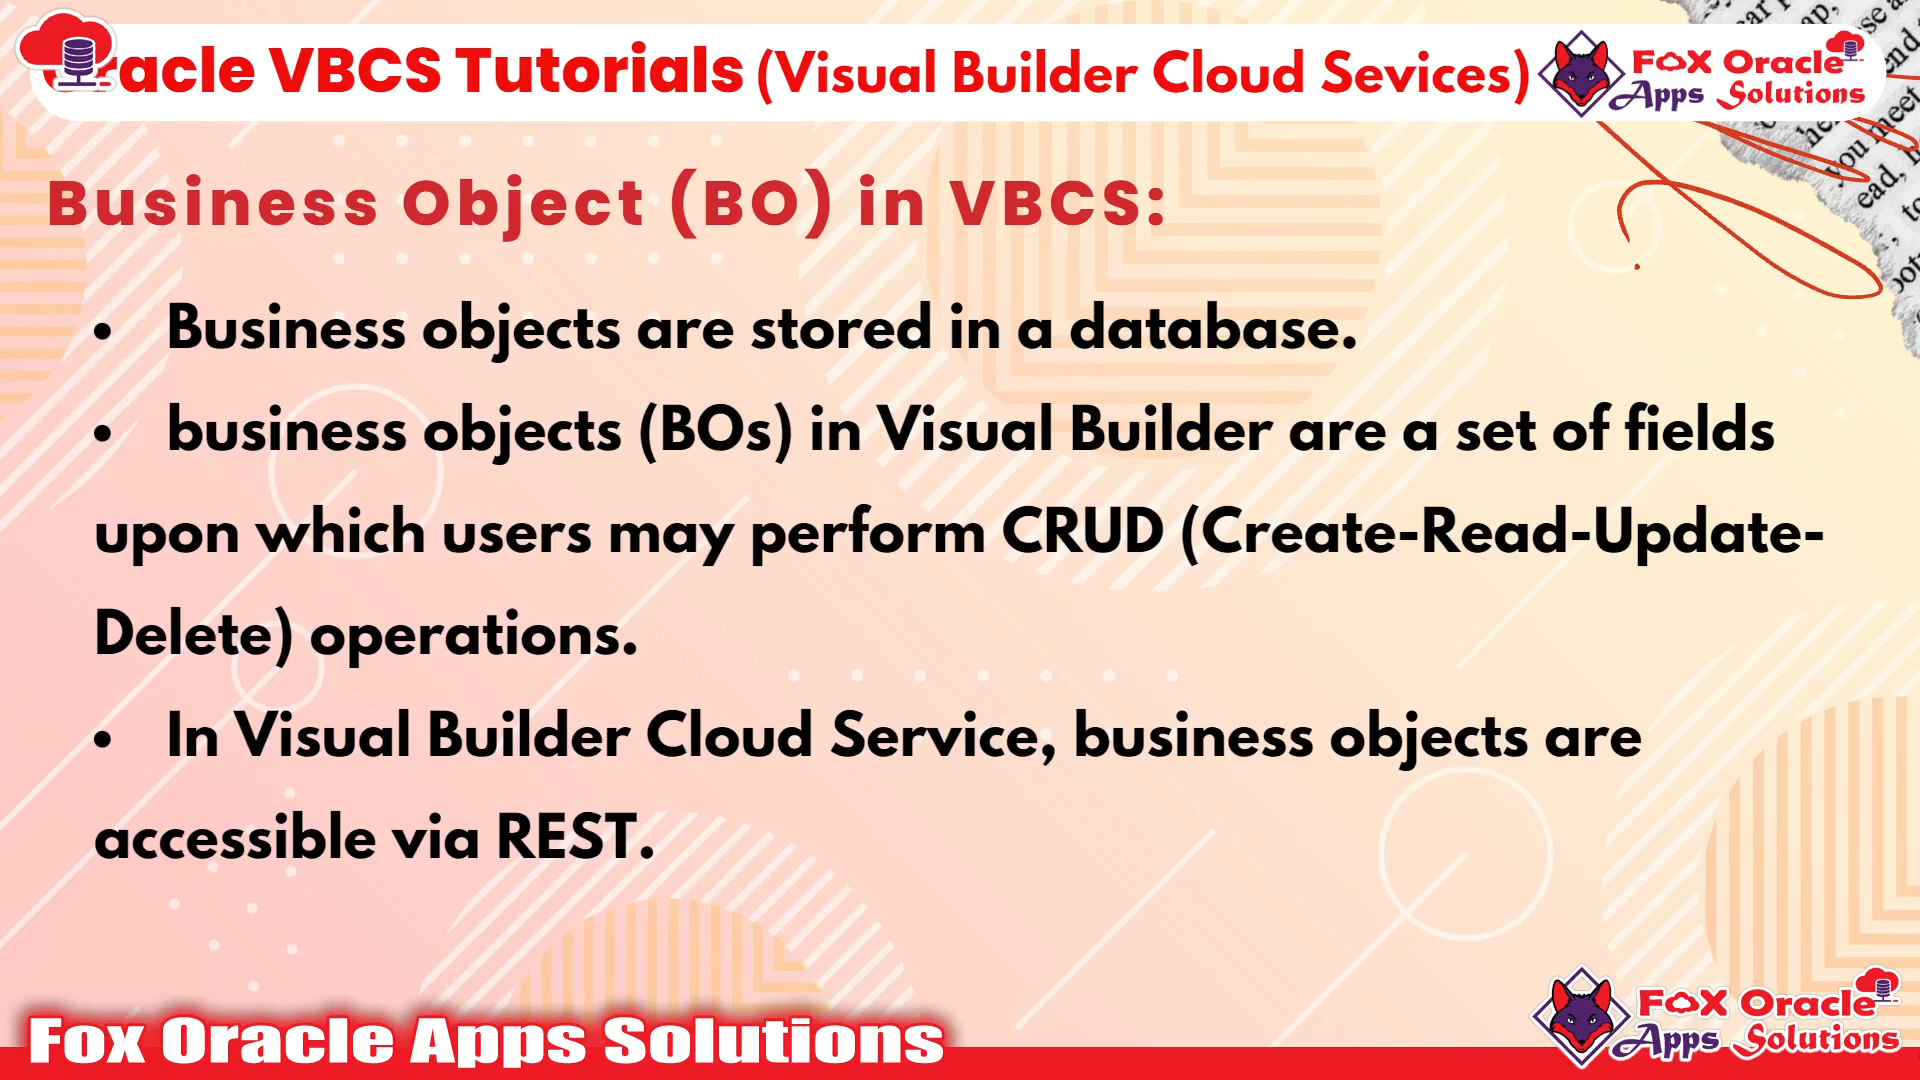 Oracle VBCS Tutorials (Visual Builder Cloud Sevices)
Fox Oracle
Apps Solutions
Business Object (BO) in VBCS:
• Business objects are stored in a database.
• business objects (BOs) in Visual Builder are a set of fields
upon which users may perform CRUD (Create-Read-Update-
Delete) operations.
• In Visual Builder Cloud Service, business objects are
accessible via REST.
Fox Oracle Apps Solutions
Fox Oracle
Apps Solutions